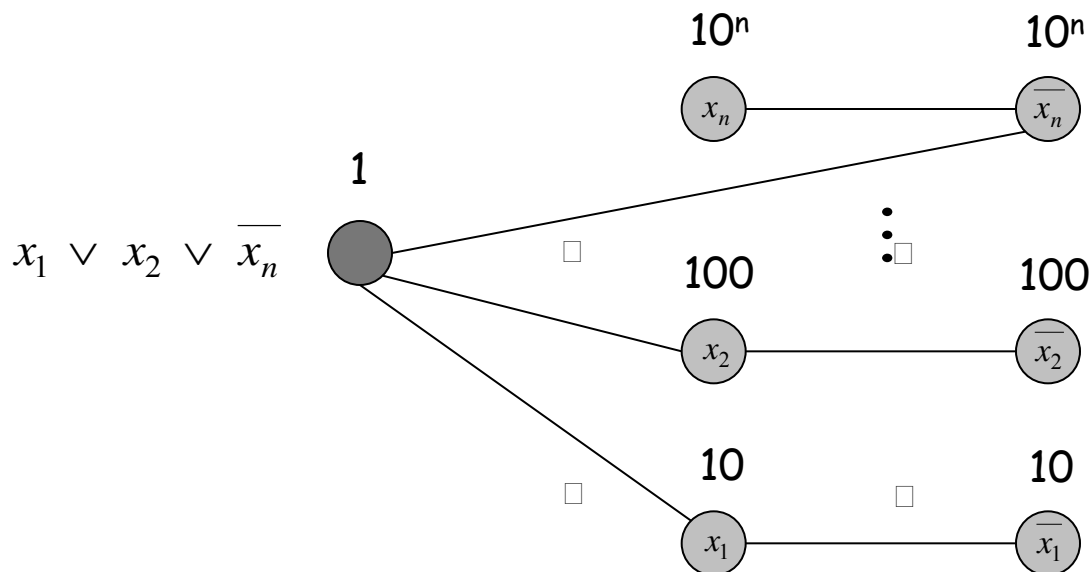 10ⁿ 10ⁿ
xₙ x̅ₙ
1
x₁ ∨ x₂ ∨ x̅ₙ
100 100
x₂ x̅₂
10 10
x₁ x̅₁